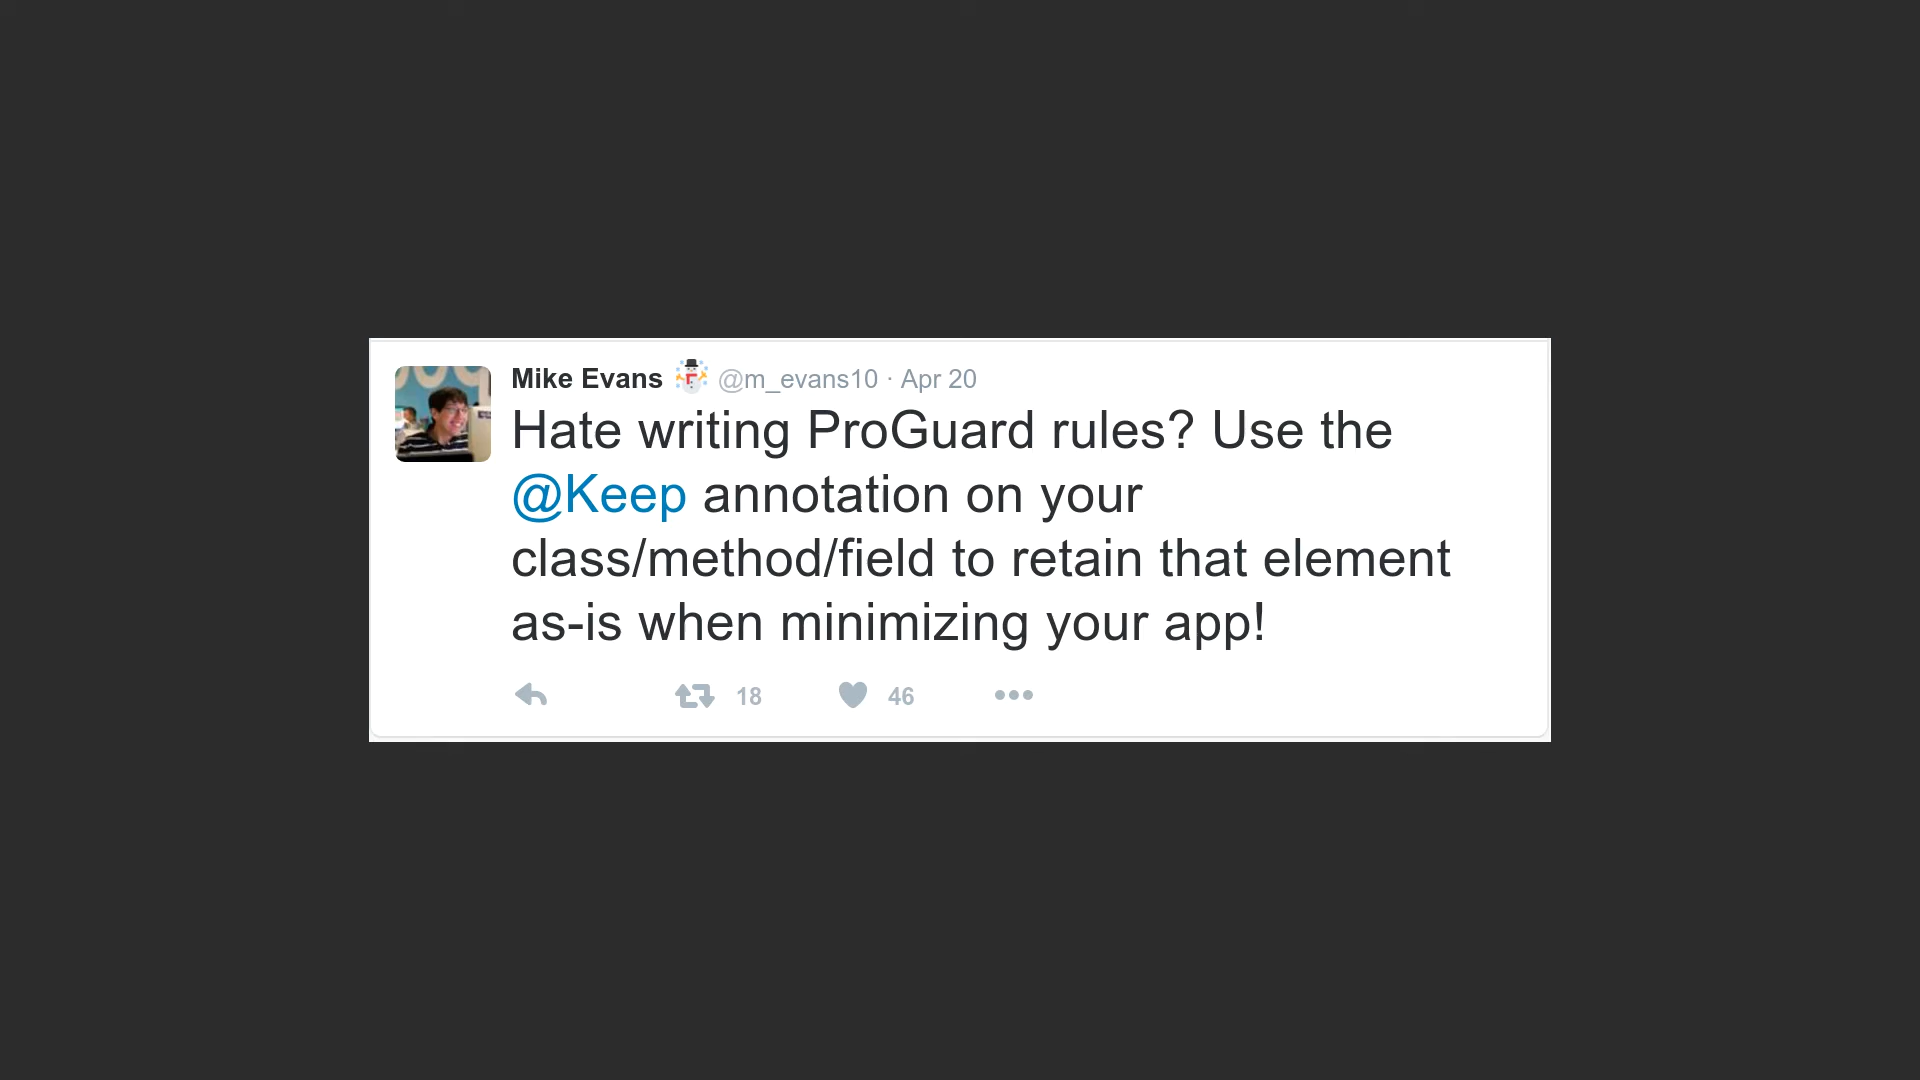 Mike Evans ☃️ @m_evans10 · Apr 20
Hate writing ProGuard rules? Use the
@Keep annotation on your
class/method/field to retain that element
as-is when minimizing your app!
18 46